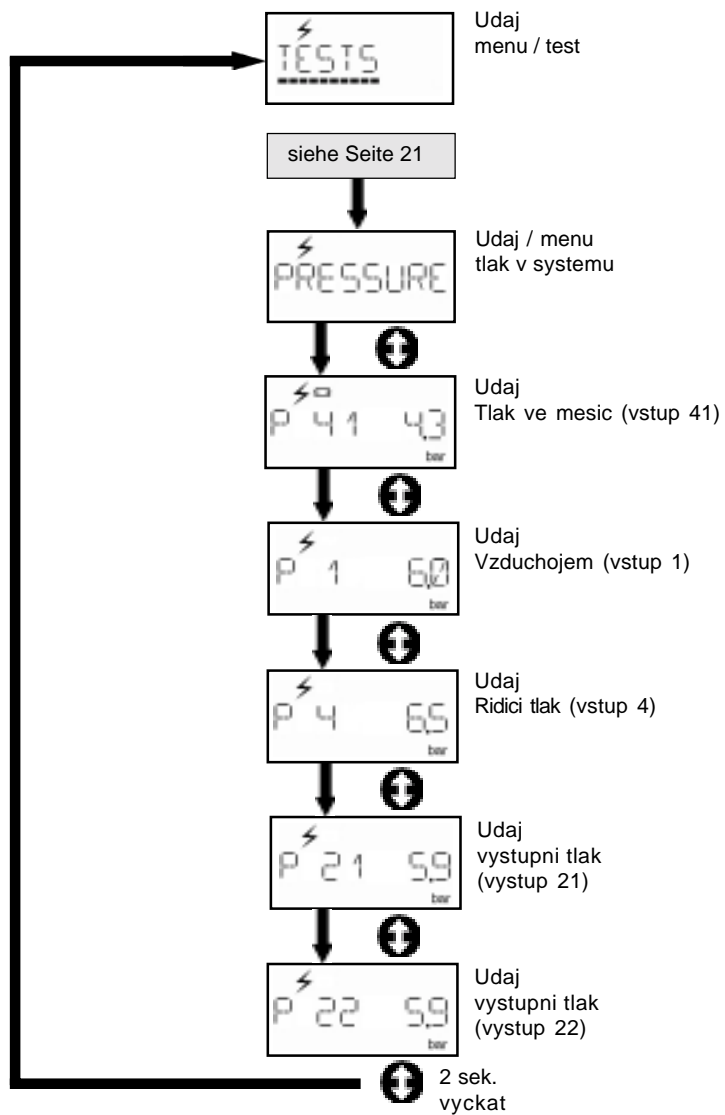 TESTS
Udaj
menu / test
siehe Seite 21
PRESSURE
Udaj / menu
tlak v systemu
P 41 4,3
bar
Udaj
Tlak ve mesic (vstup 41)
P 1 6,0
bar
Udaj
Vzduchojem (vstup 1)
P 4 6,5
bar
Udaj
Ridici tlak (vstup 4)
P 21 5,9
bar
Udaj
vystupni tlak
(vystup 21)
P 22 5,9
bar
Udaj
vystupni tlak
(vystup 22)
2 sek.
vyckat